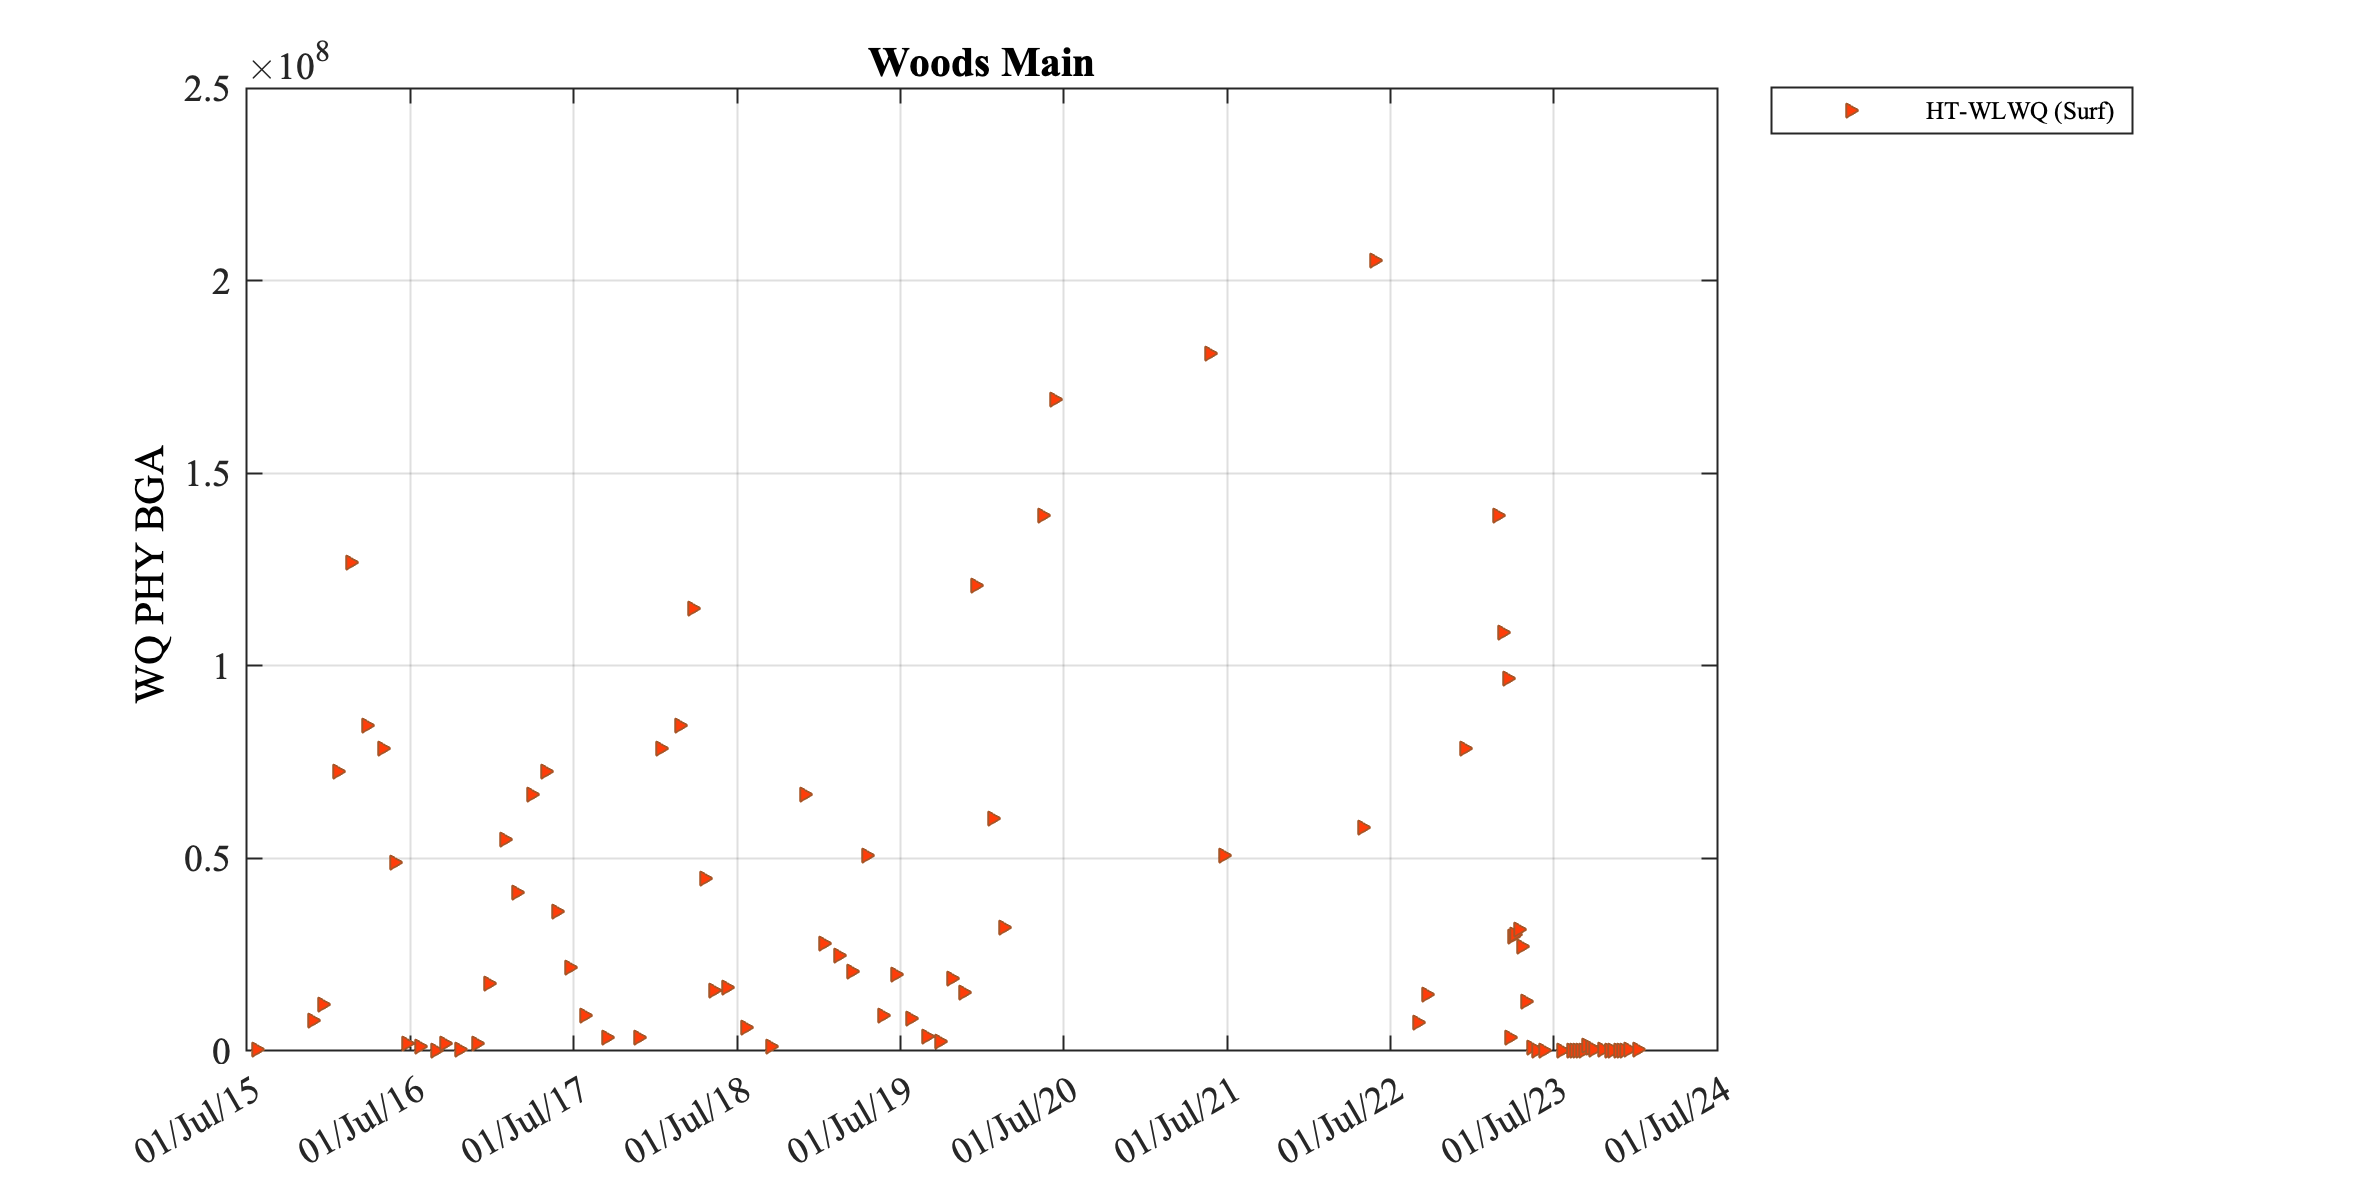 Woods Main
×10⁸
2.5
2
1.5
1
0.5
0
WQ PHY BGA
01/Jul/15
01/Jul/16
01/Jul/17
01/Jul/18
01/Jul/19
01/Jul/20
01/Jul/21
01/Jul/22
01/Jul/23
01/Jul/24
HT-WLWQ (Surf)